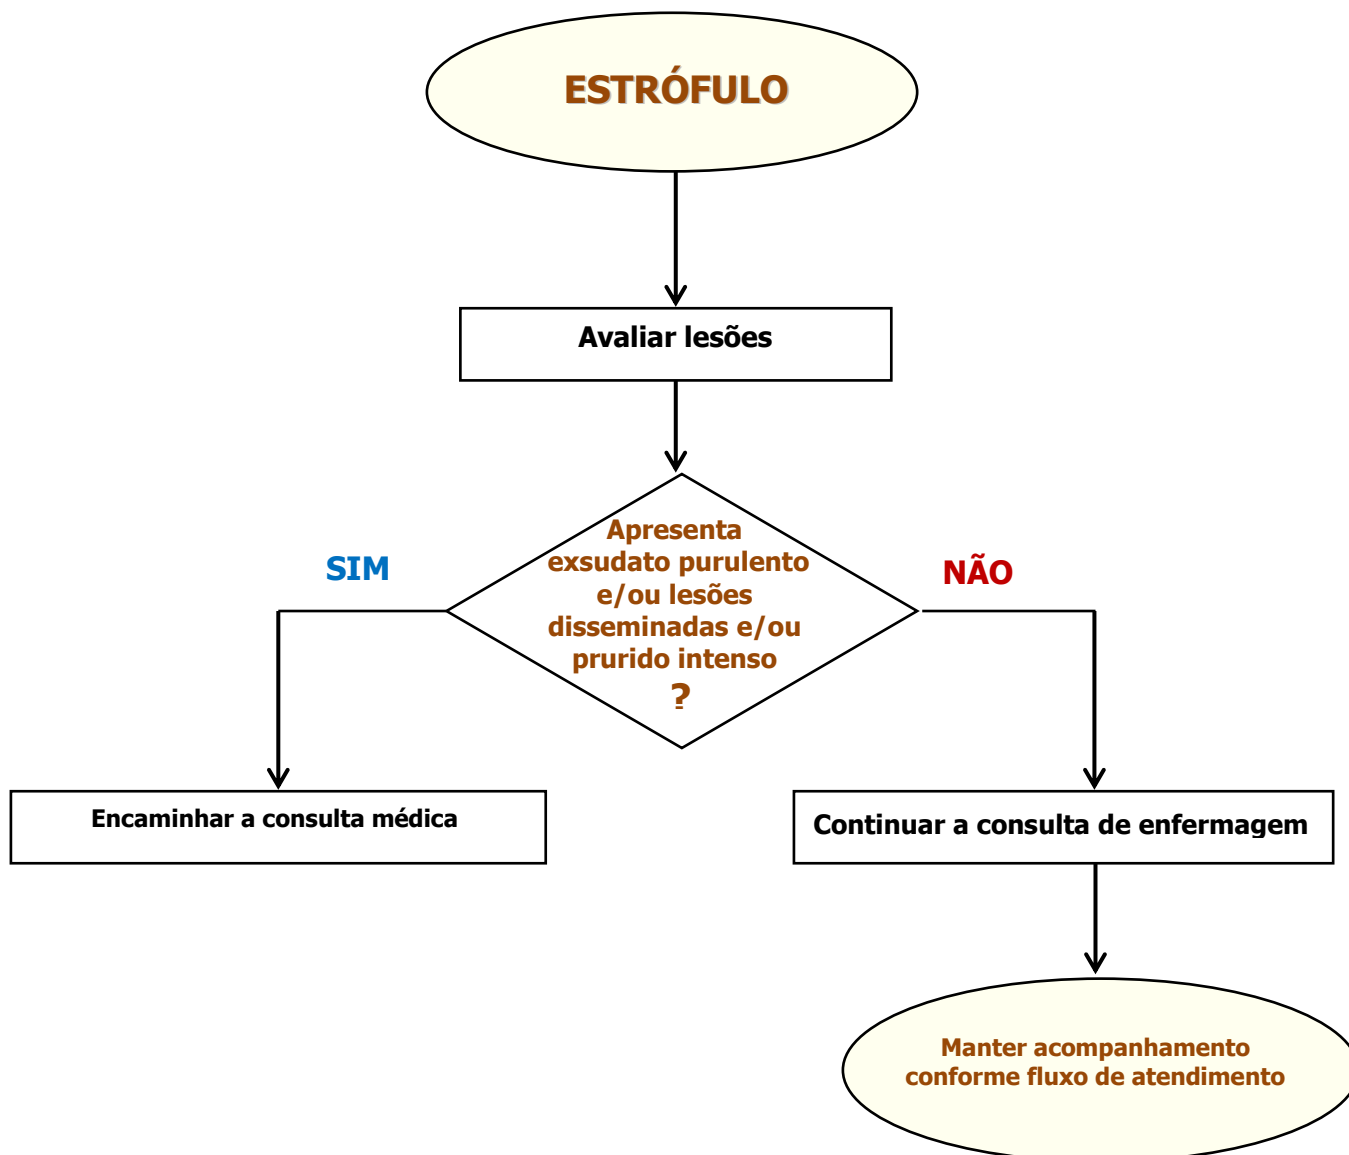 ESTRÓFULO
Avaliar lesões
Apresenta
exsudato purulento
e/ou lesões
disseminadas e/ou
prurido intenso
?
SIM
NÃO
Encaminhar a consulta médica
Continuar a consulta de enfermagem
Manter acompanhamento
conforme fluxo de atendimento